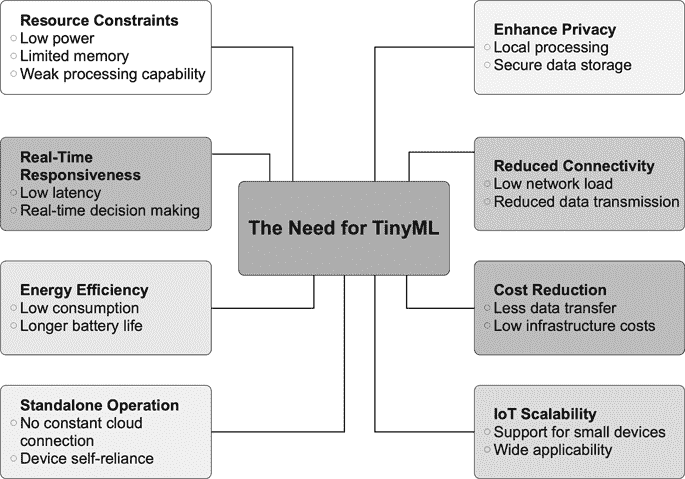 Resource Constraints
Low power
Limited memory
Weak processing capability
Real-Time
Responsiveness
Low latency
Real-time decision making
Energy Efficiency
Low consumption
Longer battery life
Standalone Operation
No constant cloud
connection
Device self-reliance
The Need for TinyML
Enhance Privacy
Local processing
Secure data storage
Reduced Connectivity
Low network load
Reduced data transmission
Cost Reduction
Less data transfer
Low infrastructure costs
IoT Scalability
Support for small devices
Wide applicability